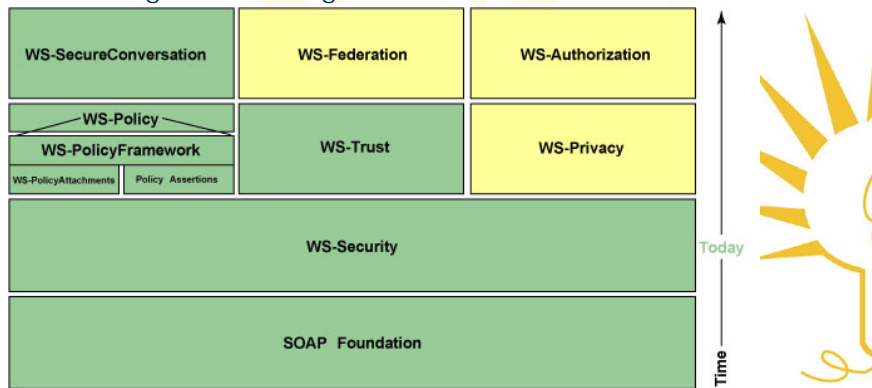 WS-SecureConversation
WS-Federation
WS-Authorization
WS-Policy
WS-PolicyFramework
WS-PolicyAttachments
Policy Assertions
WS-Trust
WS-Privacy
WS-Security
Today
SOAP Foundation
Time